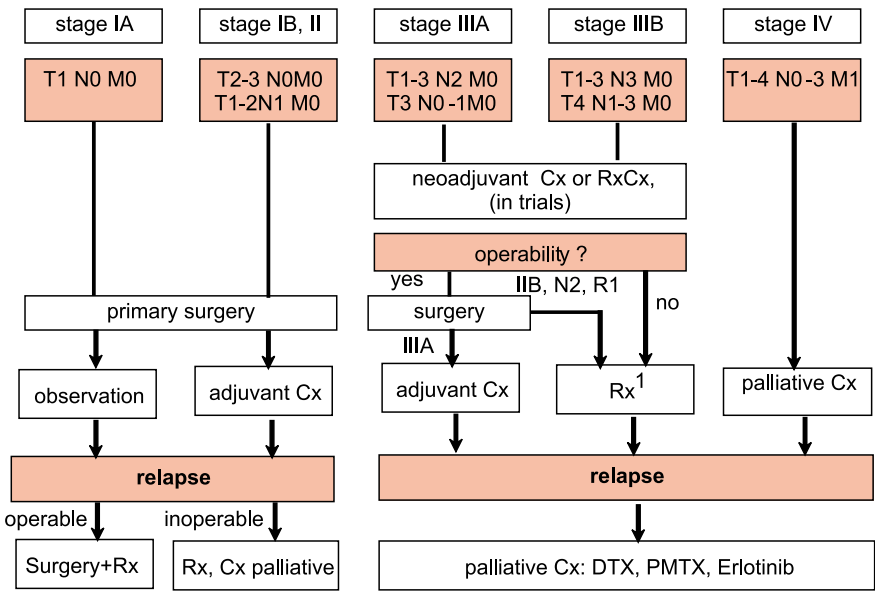 stage IA
stage IB, II
stage IIIA
stage IIIB
stage IV
T1 N0 M0
T2-3 N0M0
T1-2N1 M0
T1-3 N2 M0
T3 N0 -1M0
T1-3 N3 M0
T4 N1-3 M0
T1-4 N0 -3 M1
neoadjuvant Cx or RxCx,
(in trials)
operability ?
yes
IIB, N2, R1
no
primary surgery
surgery
IIIA
observation
adjuvant Cx
adjuvant Cx
Rx1
palliative Cx
relapse
relapse
operable
inoperable
Surgery+Rx
Rx, Cx palliative
palliative Cx: DTX, PMTX, Erlotinib